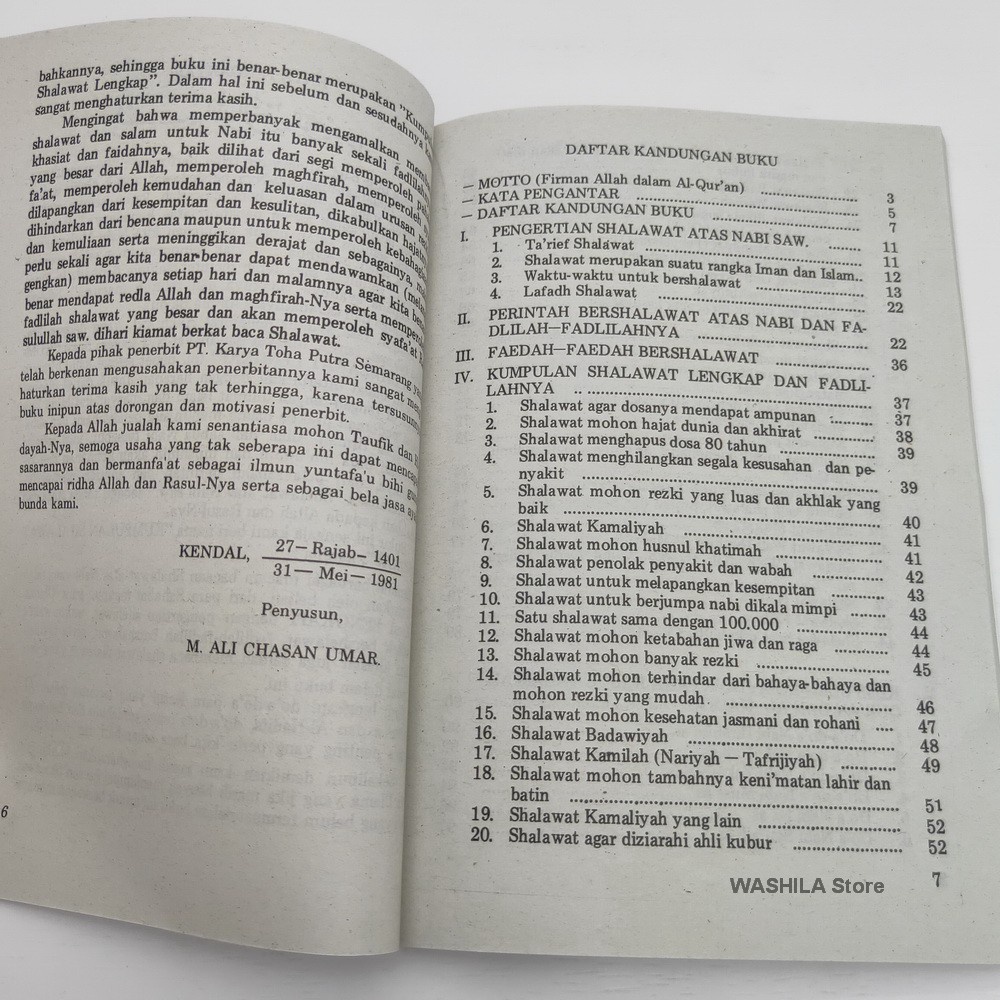 bahkannya, sehingga buku ini benar-benar merupakan "Kumpu
Shalawat Lengkap". Dalam hal ini sebelum dan sesudahnya
sangat menghaturkan terima kasih.
Mengingat bahwa memperbanyak mengamalkan
shalawat dan salam untuk Nabi itu banyak sekali
khasiat dan faidahnya, baik dilihat dari segi memperoleh
yang besar dari Allah, memperoleh maghfirah, memperoleh
fa'at, memperoleh kemudahan dan keluasan dalam urusan
dilapangkan dari kesempitan dan kesulitan, dikabulkan
dihindarkan dari bencana maupun untuk memperoleh
dan kemuliaan serta meninggikan derajat dan sebagainya,
perlu sekali agar kita benar-benar dapat mendawamkan
gengkan) membacanya setiap hari dan malamnya agar kita
benar mendapat redla Allah dan maghfirah-Nya serta
fadlilah shalawat yang besar dan akan memperoleh syafa'at
sulullah saw. dihari kiamat berkat baca Shalawat.
Kepada pihak penerbit PT. Karya Toha Putra Semarang
telah berkenan mengusahakan penerbitannya kami sangat
haturkan terima kasih yang tak terhingga, karena
buku inipun atas dorongan dan motivasi penerbit.
Kepada Allah jualah kami senantiasa mohon Taufik dan
dayah-Nya, semoga usaha yang tak seberapa ini dapat
sasarannya dan bermanfa'at sebagai ilmun yuntafa'u bihi
mencapai ridha Allah dan Rasul-Nya serta sebagai bela jasa
bunda kami.
KENDAL, 27 — Rajab — 1401
31 — Mei — 1981
Penyusun,
M. ALI CHASAN UMAR.
6
DAFTAR KANDUNGAN BUKU
— MOTTO (Firman Allah dalam Al-Qur'an) .......... 3
— KATA PENGANTAR .......... 5
— DAFTAR KANDUNGAN BUKU .......... 7
I. PENGERTIAN SHALAWAT ATAS NABI SAW. .......... 11
1. Ta'rief Shalawat .......... 11
2. Shalawat merupakan suatu rangka Iman dan Islam.. 12
3. Waktu-waktu untuk bershalawat .......... 13
4. Lafadh Shalawat .......... 22
II. PERINTAH BERSHALAWAT ATAS NABI DAN FA-
DLILAH—FADLILAHNYA .......... 22
III. FAEDAH—FAEDAH BERSHALAWAT .......... 36
IV. KUMPULAN SHALAWAT LENGKAP DAN FADLI-
LAHNYA .......... 37
1. Shalawat agar dosanya mendapat ampunan .......... 37
2. Shalawat mohon hajat dunia dan akhirat .......... 38
3. Shalawat menghapus dosa 80 tahun .......... 39
4. Shalawat menghilangkan segala kesusahan dan pe-
nyakit .......... 39
5. Shalawat mohon rezki yang luas dan akhlak yang
baik .......... 40
6. Shalawat Kamaliyah .......... 41
7. Shalawat mohon husnul khatimah .......... 41
8. Shalawat penolak penyakit dan wabah .......... 42
9. Shalawat untuk melapangkan kesempitan .......... 43
10. Shalawat untuk berjumpa nabi dikala mimpi .......... 43
11. Satu shalawat sama dengan 100.000 .......... 44
12. Shalawat mohon ketabahan jiwa dan raga .......... 44
13. Shalawat mohon banyak rezki .......... 45
14. Shalawat mohon terhindar dari bahaya-bahaya dan
mohon rezki yang mudah .......... 46
15. Shalawat mohon kesehatan jasmani dan rohani .... 47
16. Shalawat Badawiyah .......... 48
17. Shalawat Kamilah (Nariyah — Tafrijiyah) .......... 49
18. Shalawat mohon tambahnya keni'matan lahir dan
batin .......... 51
19. Shalawat Kamaliyah yang lain .......... 52
20. Shalawat agar diziarahi ahli kubur .......... 52
7
WASHILA Store